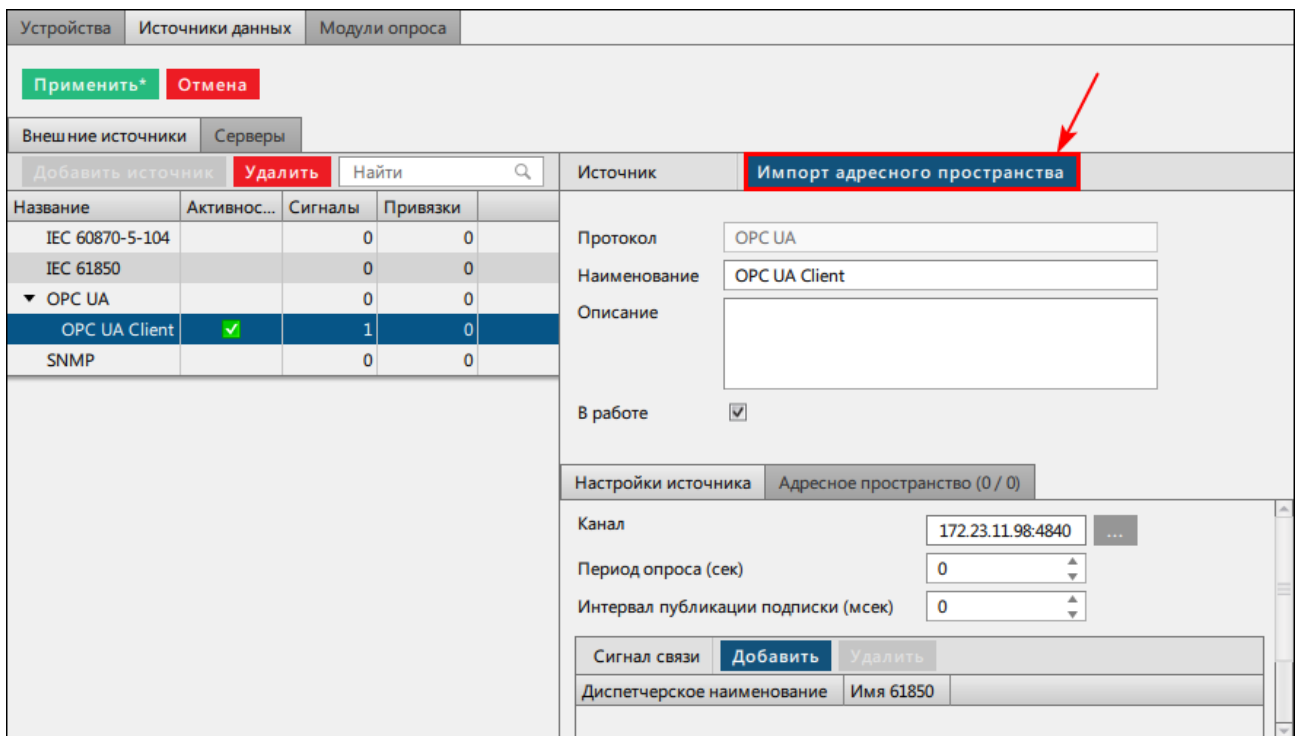 Устройства Источники данных Модули опроса
Применить* Отмена
Внешние источники Серверы
Добавить источник Удалить Найти
Название Активнос... Сигналы Привязки
IEC 60870-5-104 0 0
IEC 61850 0 0
OPC UA 0 0
OPC UA Client 1 0
SNMP 0 0
Источник Импорт адресного пространства
Протокол OPC UA
Наименование OPC UA Client
Описание
В работе
Настройки источника Адресное пространство (0 / 0)
Канал 172.23.11.98:4840 ...
Период опроса (сек) 0
Интервал публикации подписки (мсек) 0
Сигнал связи Добавить Удалить
Диспетчерское наименование Имя 61850